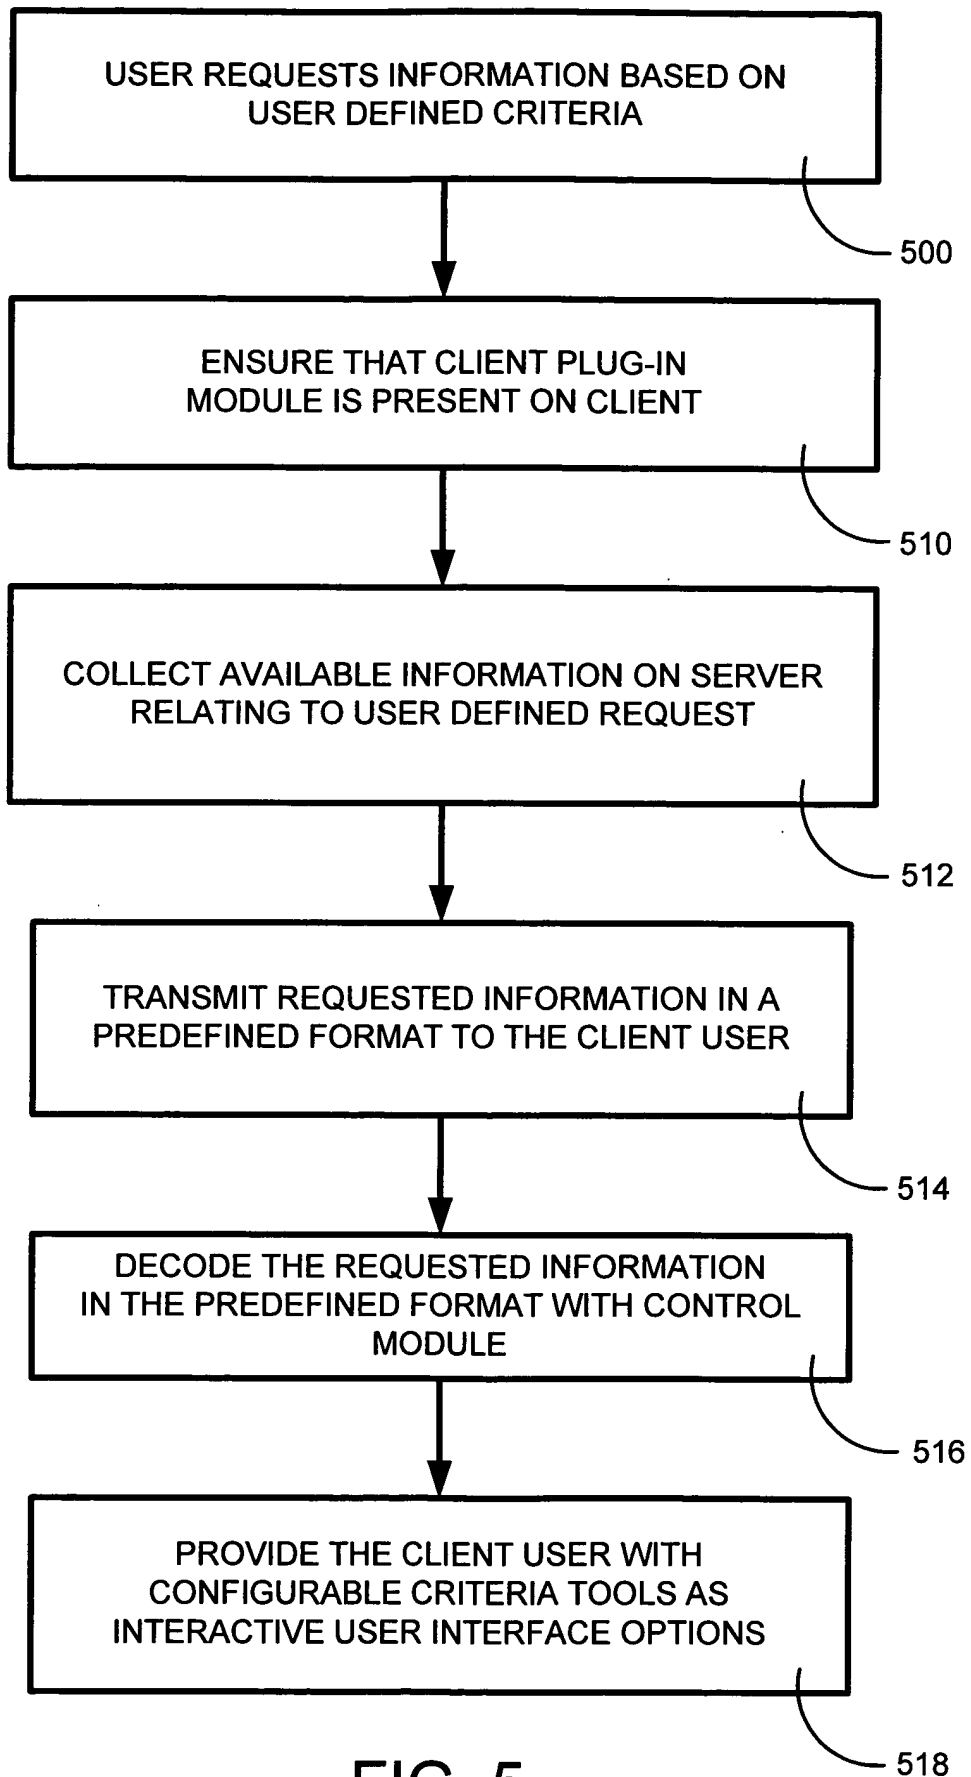 USER REQUESTS INFORMATION BASED ON
USER DEFINED CRITERIA
500
ENSURE THAT CLIENT PLUG-IN
MODULE IS PRESENT ON CLIENT
510
COLLECT AVAILABLE INFORMATION ON SERVER
RELATING TO USER DEFINED REQUEST
512
TRANSMIT REQUESTED INFORMATION IN A
PREDEFINED FORMAT TO THE CLIENT USER
514
DECODE THE REQUESTED INFORMATION
IN THE PREDEFINED FORMAT WITH CONTROL
MODULE
516
PROVIDE THE CLIENT USER WITH
CONFIGURABLE CRITERIA TOOLS AS
INTERACTIVE USER INTERFACE OPTIONS
518
FIG. 5